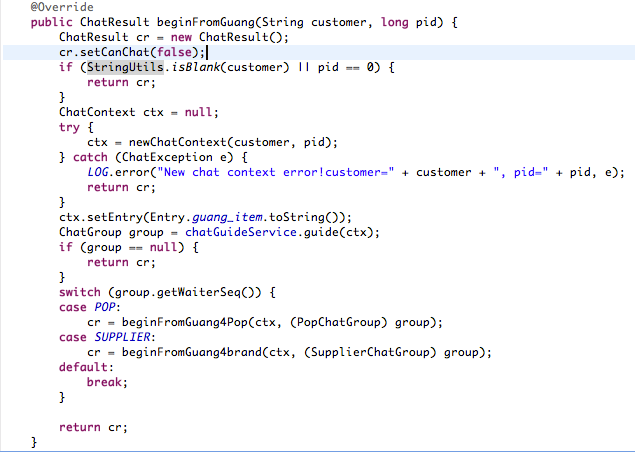 @Override
public ChatResult beginFromGuang(String customer, long pid) {
    ChatResult cr = new ChatResult();
    cr.setCanChat(false);
    if (StringUtils.isBlank(customer) || pid == 0) {
        return cr;
    }
    ChatContext ctx = null;
    try {
        ctx = newChatContext(customer, pid);
    } catch (ChatException e) {
        LOG.error("New chat context error!customer=" + customer + ", pid=" + pid, e);
        return cr;
    }
    ctx.setEntry(Entry.guang_item.toString());
    ChatGroup group = chatGuideService.guide(ctx);
    if (group == null) {
        return cr;
    }
    switch (group.getWaiterSeq()) {
    case POP:
        cr = beginFromGuang4Pop(ctx, (PopChatGroup) group);
    case SUPPLIER:
        cr = beginFromGuang4brand(ctx, (SupplierChatGroup) group);
    default:
        break;
    }

    return cr;
}